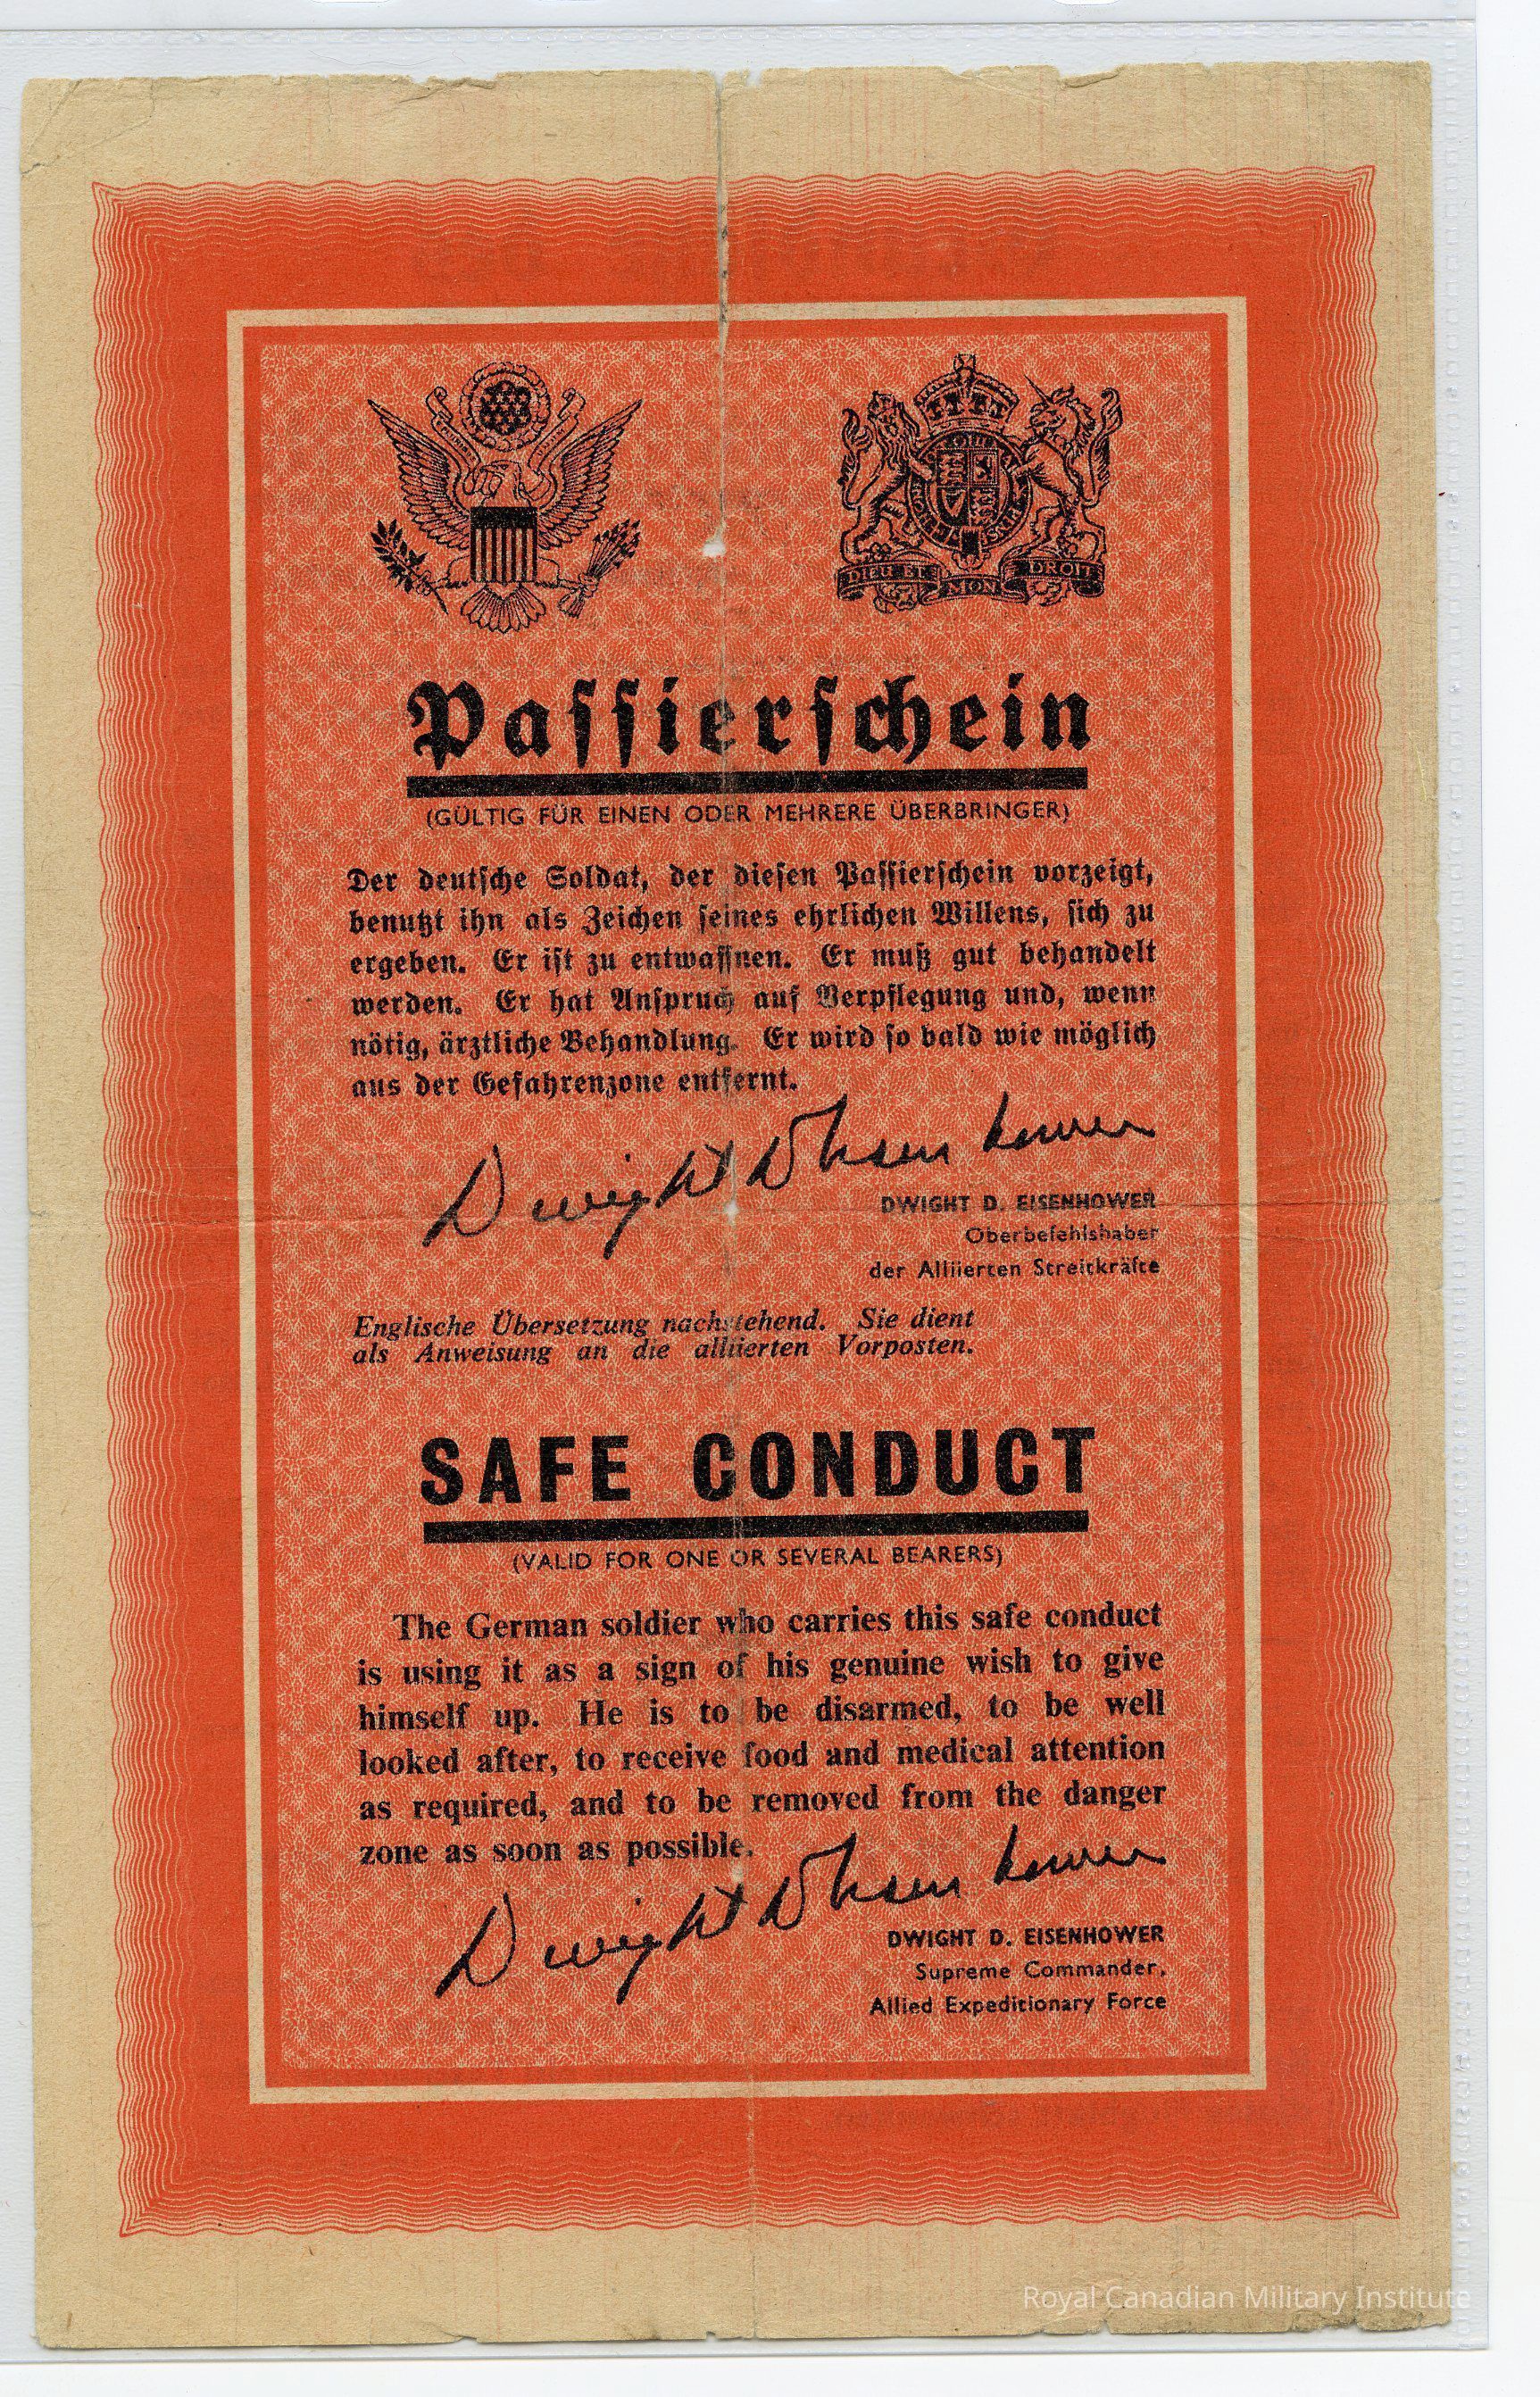 DIEU ET MON DROIT
Passierschein
(GÜLTIG FÜR EINEN ODER MEHRERE ÜBERBRINGER)
Der deutsche Soldat, der diesen Passierschein vorzeigt,
benutzt ihn als Zeichen seines ehrlichen Willens, sich zu
ergeben. Er ist zu entwaffnen. Er muß gut behandelt
werden. Er hat Anspruch auf Verpflegung und, wenn
nötig, ärztliche Behandlung. Er wird so bald wie möglich
aus der Gefahrenzone entfernt.
Dwight D Eisenhower
DWIGHT D. EISENHOWER
Oberbefehlshaber
der Alliierten Streitkräfte
Englische Übersetzung nachstehend. Sie dient
als Anweisung an die alliierten Vorposten.
SAFE CONDUCT
(VALID FOR ONE OR SEVERAL BEARERS)
The German soldier who carries this safe conduct
is using it as a sign of his genuine wish to give
himself up. He is to be disarmed, to be well
looked after, to receive food and medical attention
as required, and to be removed from the danger
zone as soon as possible.
Dwight D Eisenhower
DWIGHT D. EISENHOWER
Supreme Commander,
Allied Expeditionary Force
Royal Canadian Military Institute